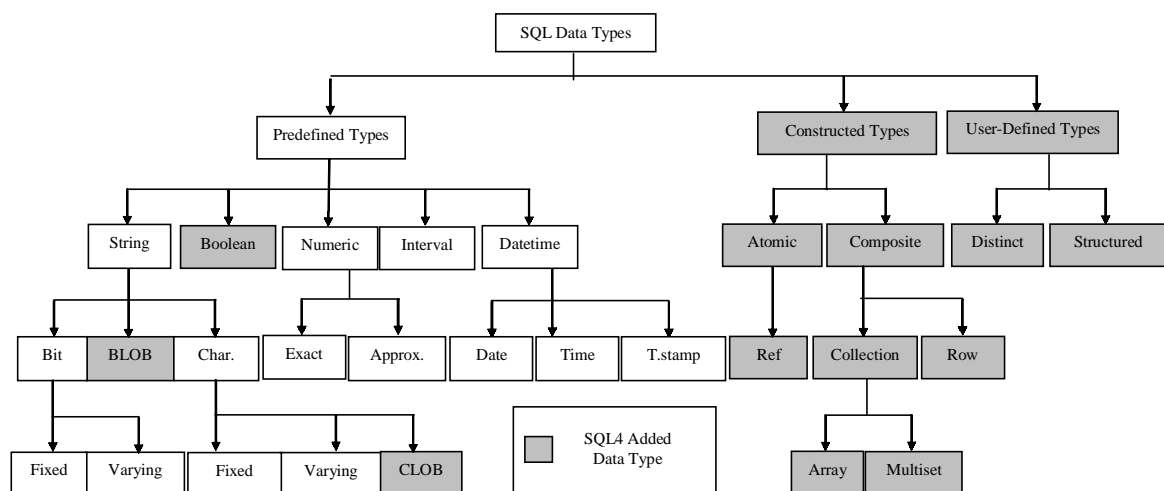 SQL Data Types
Predefined Types
Constructed Types
User-Defined Types
String
Boolean
Numeric
Interval
Datetime
Atomic
Composite
Distinct
Structured
Bit
BLOB
Char.
Exact
Approx.
Date
Time
T.stamp
Ref
Collection
Row
Fixed
Varying
Fixed
Varying
CLOB
SQL4 Added
Data Type
Array
Multiset